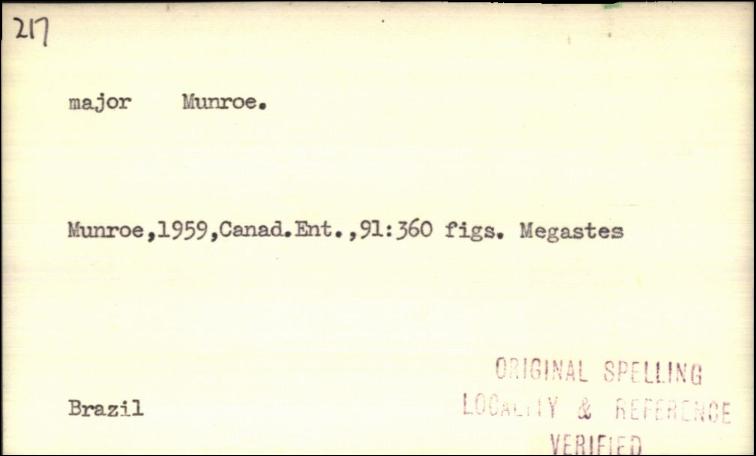 217
major Munroe.
Munroe,1959,Canad.Ent.,91:360 figs. Megastes
Brazil
ORIGINAL SPELLING
LOCALITY & REFERENCE
VERIFIED